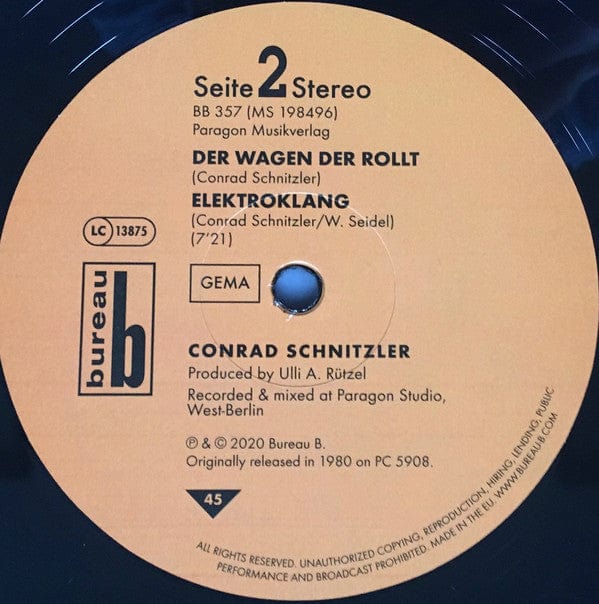 Seite 2 Stereo
BB 357 (MS 198496)
Paragon Musikverlag
DER WAGEN DER ROLLT
(Conrad Schnitzler)
ELEKTROKLANG
(Conrad Schnitzler/W. Seidel)
(7'21)
LC 13875
GEMA
bureau b
CONRAD SCHNITZLER
Produced by Ulli A. Rützel
Recorded & mixed at Paragon Studio,
West-Berlin
℗ & © 2020 Bureau B.
Originally released in 1980 on PC 5908.
45
ALL RIGHTS RESERVED. UNAUTHORIZED COPYING, REPRODUCTION, HIRING, LENDING, PUBLIC
PERFORMANCE AND BROADCAST PROHIBITED. MADE IN THE EU. WWW.BUREAU-B.COM